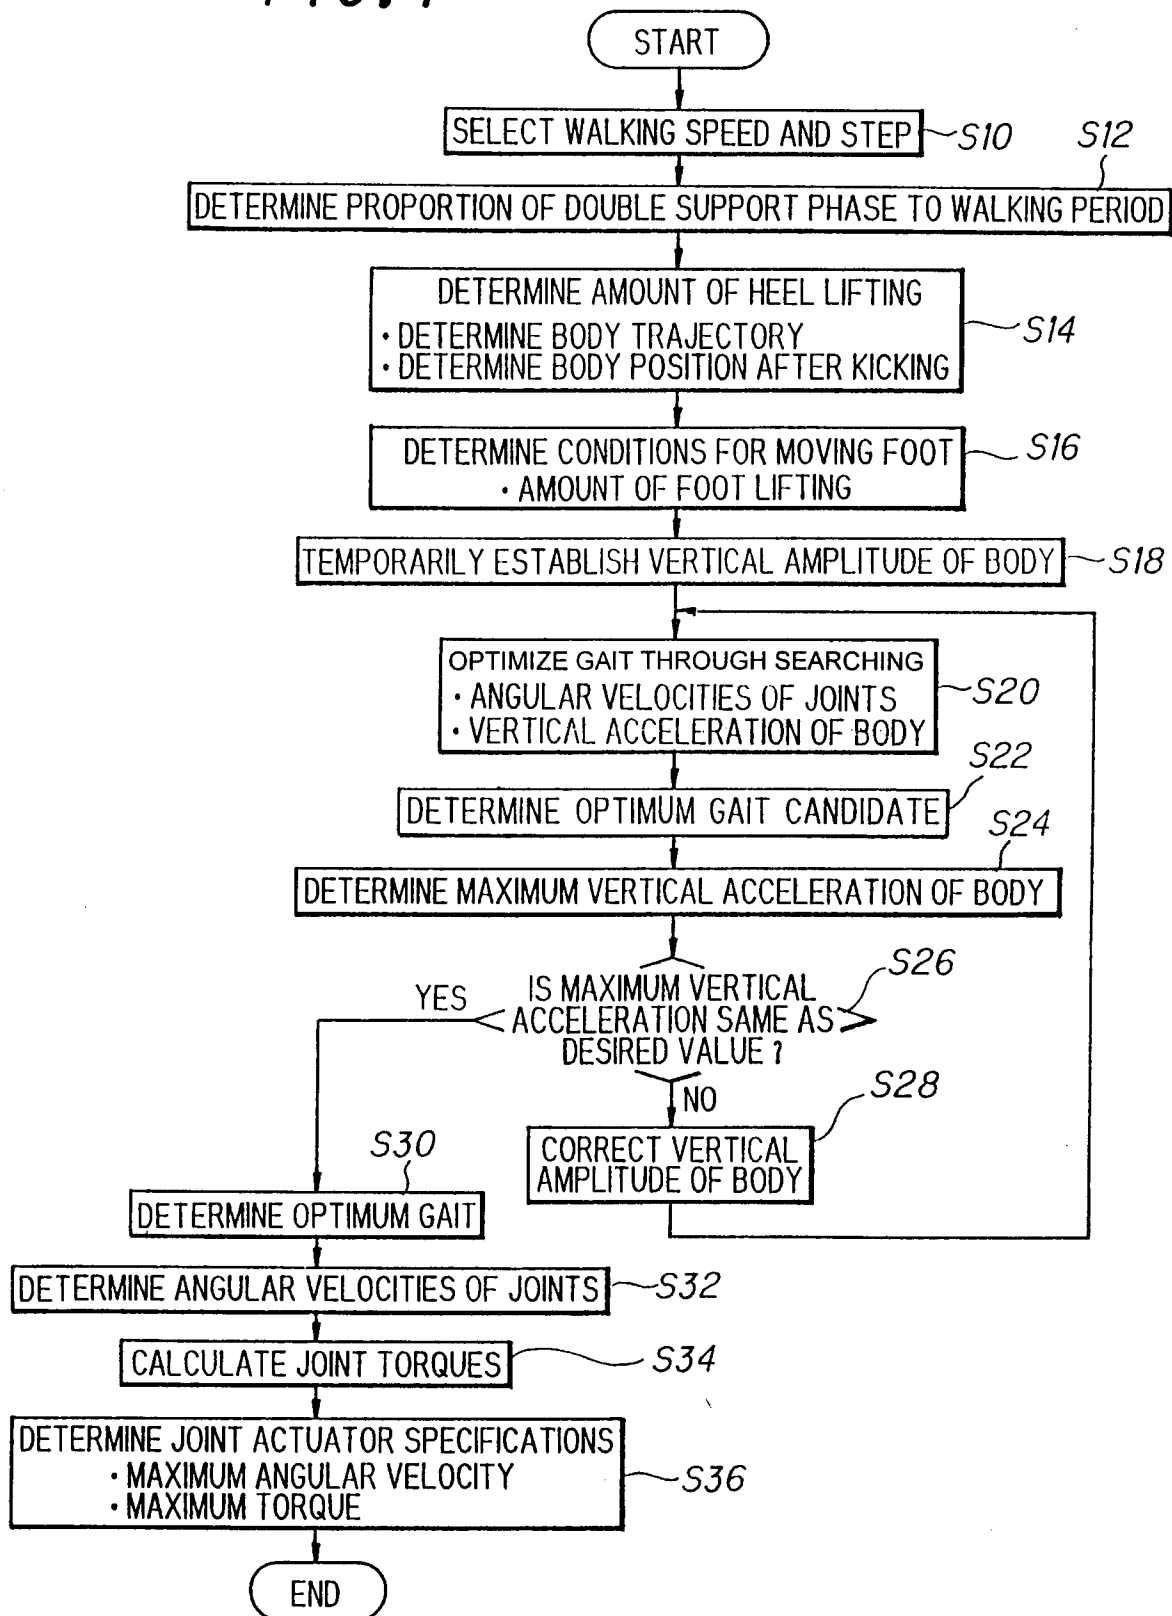 START
SELECT WALKING SPEED AND STEP
S10
S12
DETERMINE PROPORTION OF DOUBLE SUPPORT PHASE TO WALKING PERIOD
DETERMINE AMOUNT OF HEEL LIFTING
• DETERMINE BODY TRAJECTORY
• DETERMINE BODY POSITION AFTER KICKING
S14
DETERMINE CONDITIONS FOR MOVING FOOT
• AMOUNT OF FOOT LIFTING
S16
TEMPORARILY ESTABLISH VERTICAL AMPLITUDE OF BODY
S18
OPTIMIZE GAIT THROUGH SEARCHING
• ANGULAR VELOCITIES OF JOINTS
• VERTICAL ACCELERATION OF BODY
S20
S22
DETERMINE OPTIMUM GAIT CANDIDATE
S24
DETERMINE MAXIMUM VERTICAL ACCELERATION OF BODY
S26
YES
IS MAXIMUM VERTICAL
ACCELERATION SAME AS
DESIRED VALUE ?
NO
S28
CORRECT VERTICAL
AMPLITUDE OF BODY
S30
DETERMINE OPTIMUM GAIT
DETERMINE ANGULAR VELOCITIES OF JOINTS
S32
CALCULATE JOINT TORQUES
S34
DETERMINE JOINT ACTUATOR SPECIFICATIONS
• MAXIMUM ANGULAR VELOCITY
• MAXIMUM TORQUE
S36
END